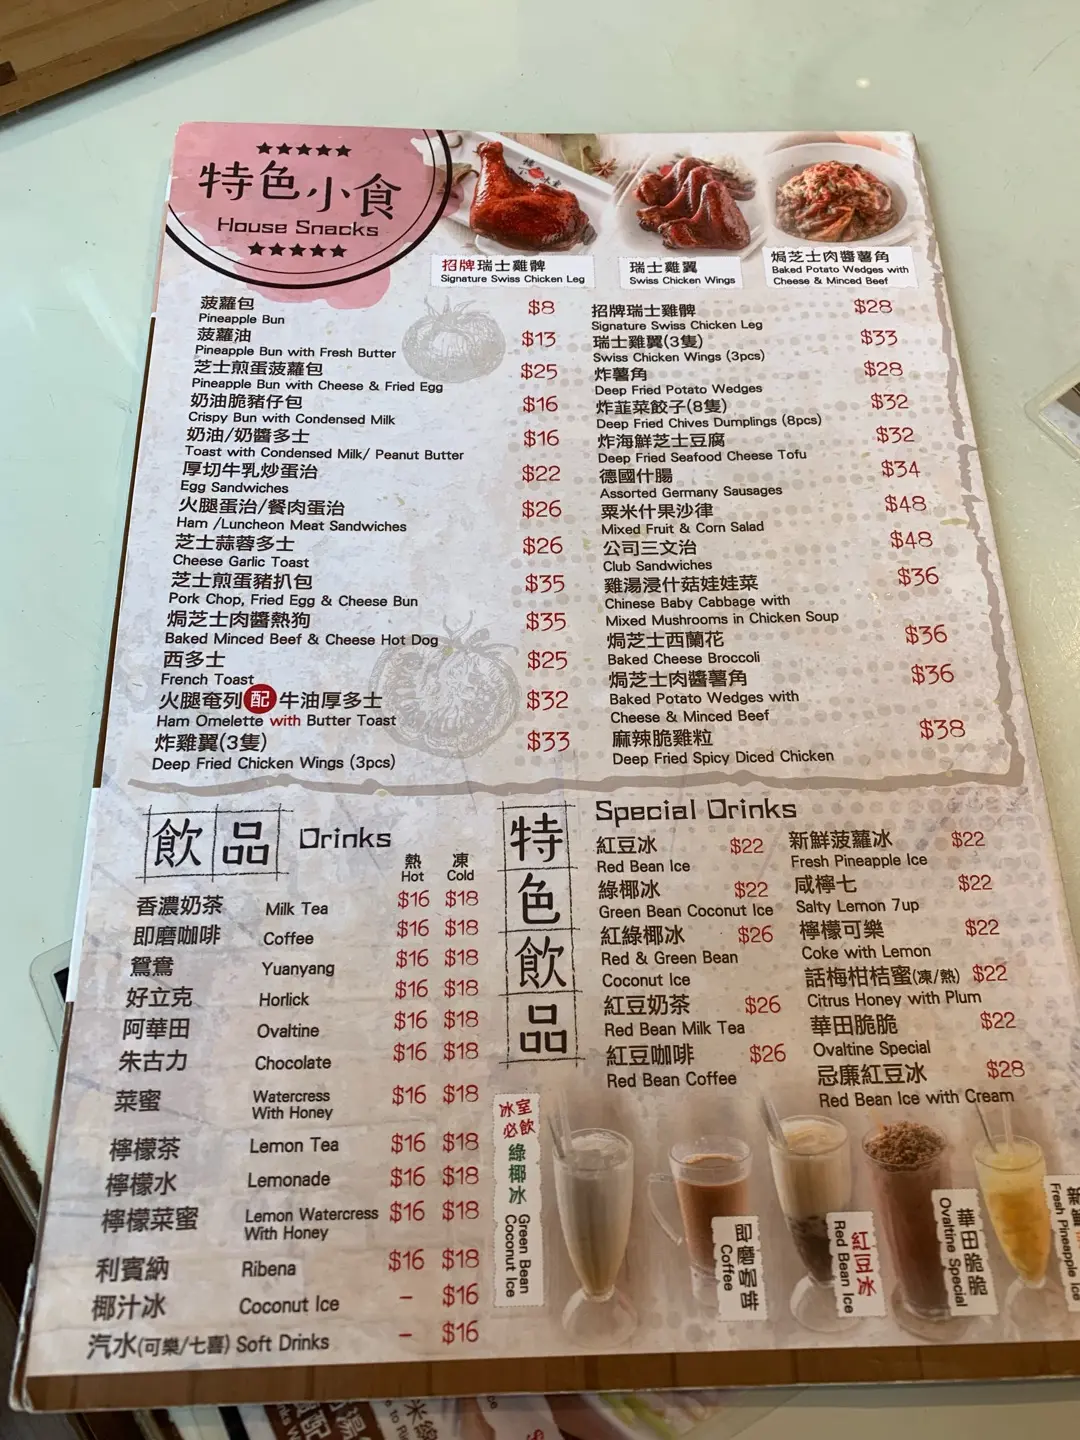 ★★★★★
特色小食
House Snacks
★★★★★
招牌瑞士雞髀
Signature Swiss Chicken Leg
瑞士雞翼
Swiss Chicken Wings
焗芝士肉醬薯角
Baked Potato Wedges with
Cheese & Minced Beef
菠蘿包 $8
Pineapple Bun
菠蘿油 $13
Pineapple Bun with Fresh Butter
芝士煎蛋菠蘿包 $25
Pineapple Bun with Cheese & Fried Egg
奶油脆豬仔包 $16
Crispy Bun with Condensed Milk
奶油/奶醬多士 $16
Toast with Condensed Milk/ Peanut Butter
厚切牛乳炒蛋治 $22
Egg Sandwiches
火腿蛋治/餐肉蛋治 $26
Ham /Luncheon Meat Sandwiches
芝士蒜蓉多士 $26
Cheese Garlic Toast
芝士煎蛋豬扒包 $35
Pork Chop, Fried Egg & Cheese Bun
焗芝士肉醬熱狗 $35
Baked Minced Beef & Cheese Hot Dog
西多士 $25
French Toast
火腿奄列配牛油厚多士 $32
Ham Omelette with Butter Toast
炸雞翼(3隻) $33
Deep Fried Chicken Wings (3pcs)
招牌瑞士雞髀 $28
Signature Swiss Chicken Leg
瑞士雞翼(3隻) $33
Swiss Chicken Wings (3pcs)
炸薯角 $28
Deep Fried Potato Wedges
炸韮菜餃子(8隻) $32
Deep Fried Chives Dumplings (8pcs)
炸海鮮芝士豆腐 $32
Deep Fried Seafood Cheese Tofu
德國什腸 $34
Assorted Germany Sausages
粟米什果沙律 $48
Mixed Fruit & Corn Salad
公司三文治 $48
Club Sandwiches
雞湯浸什菇娃娃菜 $36
Chinese Baby Cabbage with
Mixed Mushrooms in Chicken Soup
焗芝士西蘭花 $36
Baked Cheese Broccoli
焗芝士肉醬薯角 $36
Baked Potato Wedges with
Cheese & Minced Beef
麻辣脆雞粒 $38
Deep Fried Spicy Diced Chicken
飲品 Drinks
熱 凍
Hot Cold
香濃奶茶 Milk Tea $16 $18
即磨咖啡 Coffee $16 $18
鴛鴦 Yuanyang $16 $18
好立克 Horlick $16 $18
阿華田 Ovaltine $16 $18
朱古力 Chocolate $16 $18
菜蜜 Watercress With Honey $16 $18
檸檬茶 Lemon Tea $16 $18
檸檬水 Lemonade $16 $18
檸檬菜蜜 Lemon Watercress With Honey $16 $18
利賓納 Ribena $16 $18
椰汁冰 Coconut Ice – $16
汽水(可樂/七喜) Soft Drinks – $16
特色飲品
Special Drinks
紅豆冰 $22
Red Bean Ice
綠椰冰 $22
Green Bean Coconut Ice
紅綠椰冰 $26
Red & Green Bean
Coconut Ice
紅豆奶茶 $26
Red Bean Milk Tea
紅豆咖啡 $26
Red Bean Coffee
新鮮菠蘿冰 $22
Fresh Pineapple Ice
咸檸七 $22
Salty Lemon 7up
檸檬可樂 $22
Coke with Lemon
話梅柑桔蜜(凍/熱) $22
Citrus Honey with Plum
華田脆脆 $22
Ovaltine Special
忌廉紅豆冰 $28
Red Bean Ice with Cream
冰室
必飲
綠椰冰
Green Bean
Coconut Ice
即磨咖啡
Coffee
紅豆冰
Red Bean Ice
華田脆脆
Ovaltine Special
新
Fresh Pineapple Ice